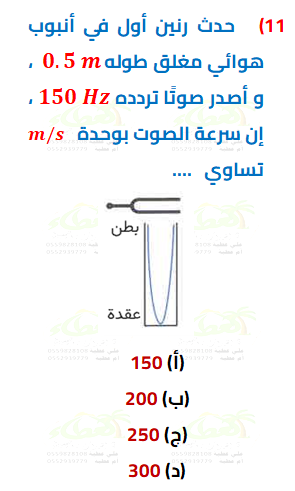 11) حدث رنين أول في أنبوب
هوائي مغلق طوله 0.5 m ،
و أصدر صوتًا تردده 150 Hz ،
إن سرعة الصوت بوحدة m/s
تساوي ....
بطن
عقدة
(أ) 150
(ب) 200
(ج) 250
(د) 300